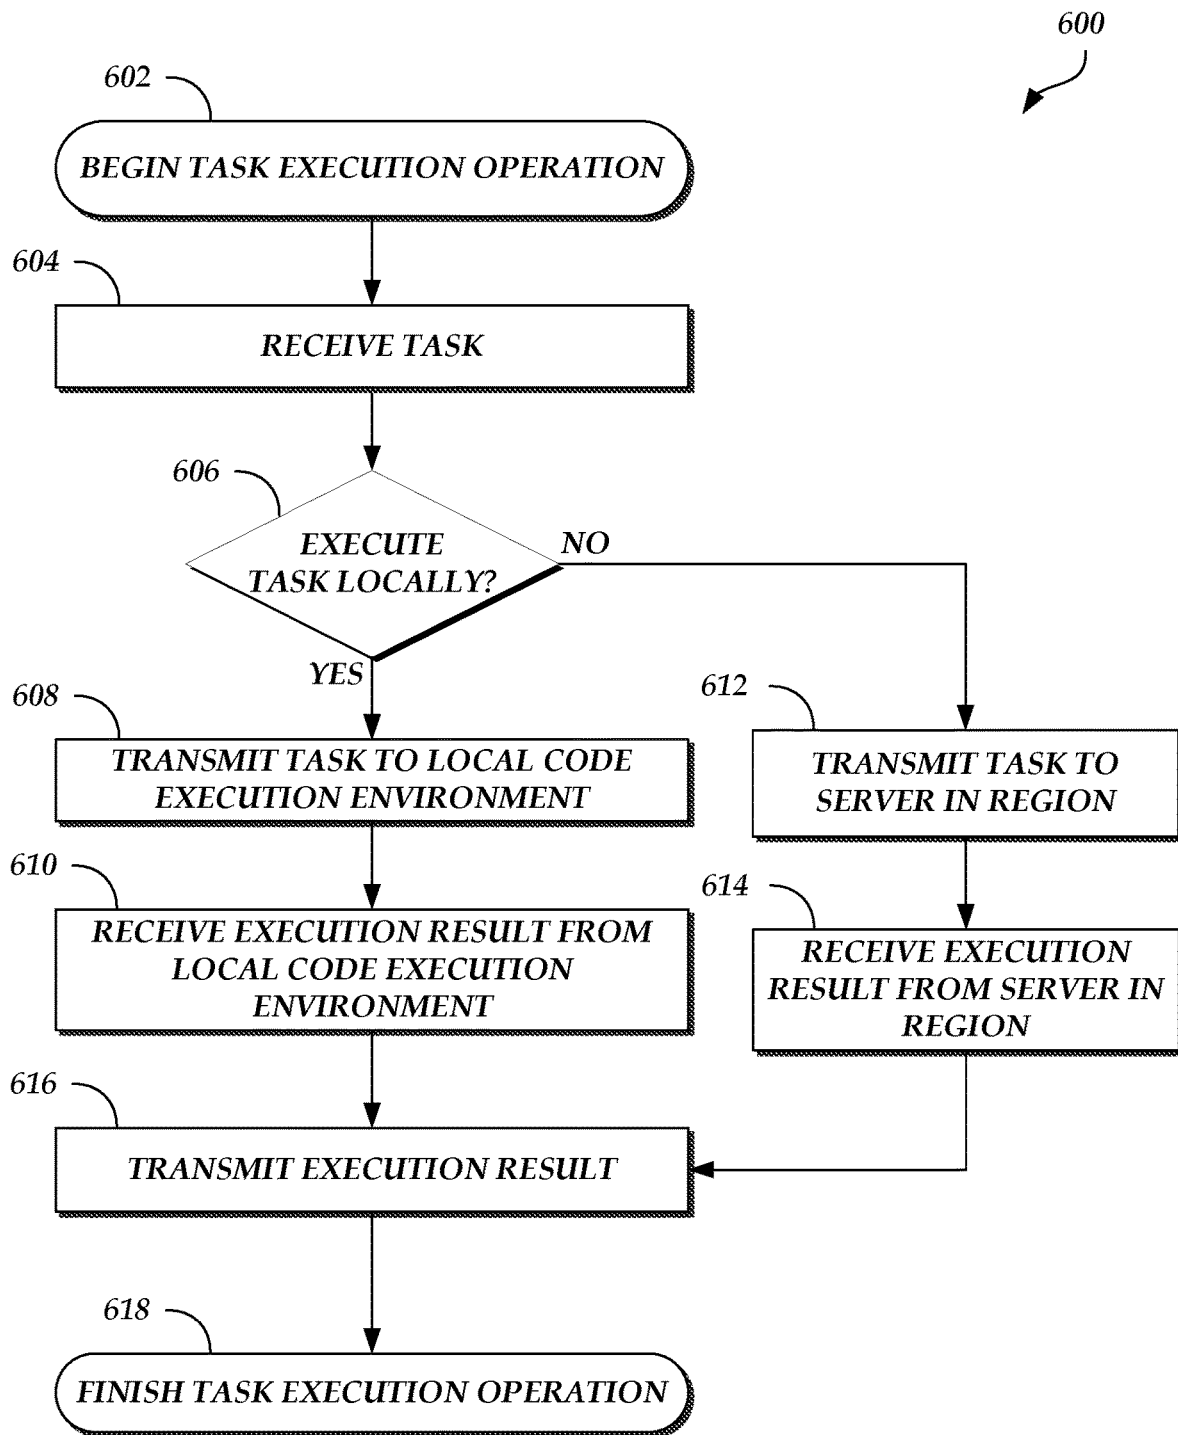 600
602
BEGIN TASK EXECUTION OPERATION
604
RECEIVE TASK
606
EXECUTE
TASK LOCALLY?
NO
YES
608
TRANSMIT TASK TO LOCAL CODE
EXECUTION ENVIRONMENT
612
TRANSMIT TASK TO
SERVER IN REGION
610
RECEIVE EXECUTION RESULT FROM
LOCAL CODE EXECUTION
ENVIRONMENT
614
RECEIVE EXECUTION
RESULT FROM SERVER IN
REGION
616
TRANSMIT EXECUTION RESULT
618
FINISH TASK EXECUTION OPERATION